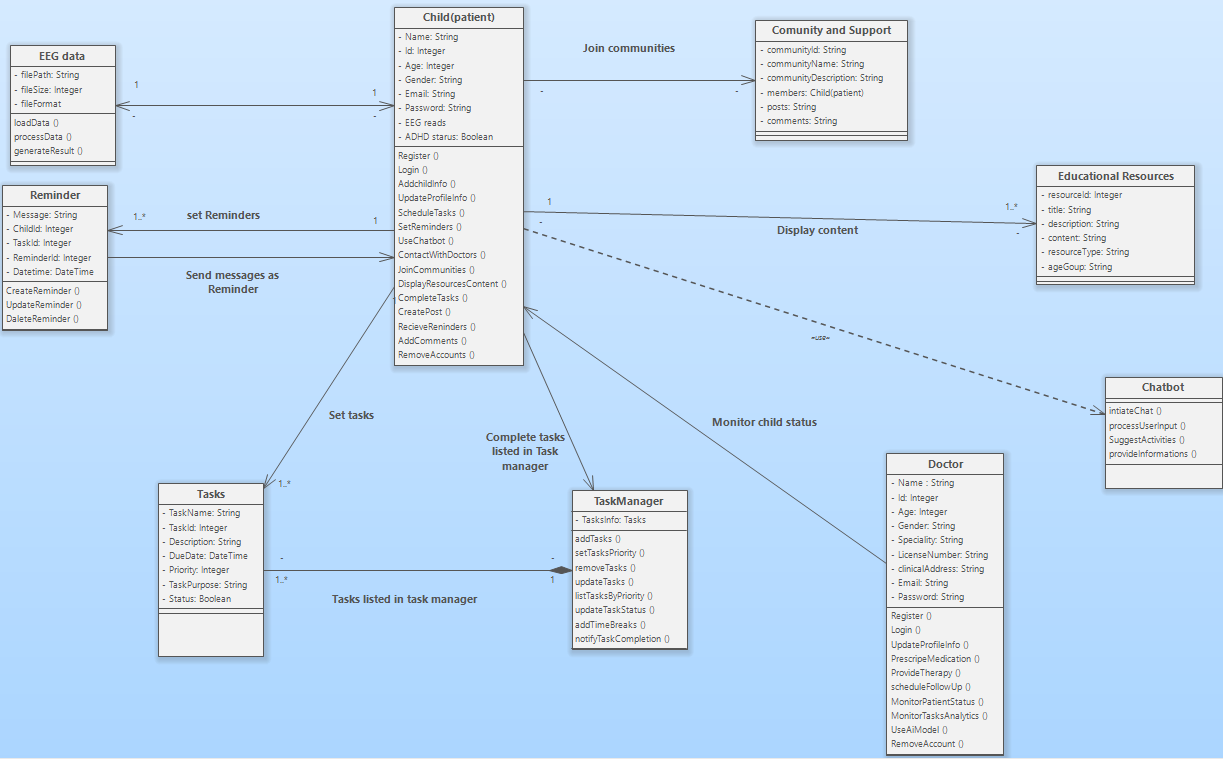 Child(patient)
- Name: String
- Id: Integer
- Age: Integer
- Gender: String
- Email: String
- Password: String
- EEG reads
- ADHD starus: Boolean
Register ()
Login ()
AddchildInfo ()
UpdateProfileInfo ()
ScheduleTasks ()
SetReminders ()
UseChatbot ()
ContactWithDoctors ()
JoinCommunities ()
DisplayResourcesContent ()
CompleteTasks ()
CreatePost ()
RecieveReninders ()
AddComments ()
RemoveAccounts ()
EEG data
- filePath: String
- fileSize: Integer
- fileFormat
loadData ()
processData ()
generateResult ()
1
-
1
-
Join communities
-
-
Comunity and Support
- communityId: String
- communityName: String
- communityDescription: String
- members: Child(patient)
- posts: String
- comments: String
Reminder
- Message: String
- ChildId: Integer
- TaskId: Integer
- ReminderId: Integer
- Datetime: DateTime
CreateReminder ()
UpdateReminder ()
DaleteReminder ()
1..*
set Reminders
1
Send messages as
Reminder
1
-
Display content
1..*
-
Educational Resources
- resourceId: Integer
- title: String
- description: String
- content: String
- resourceType: String
- ageGoup: String
~use~
Chatbot
intiateChat ()
processUserInput ()
SuggestActivities ()
provideInformations ()
Set tasks
1..*
Complete tasks
listed in Task
manager
Monitor child status
Tasks
- TaskName: String
- TaskId: Integer
- Description: String
- DueDate: DateTime
- Priority: Integer
- TaskPurpose: String
- Status: Boolean
-
1..*
Tasks listed in task manager
-
1
TaskManager
- TasksInfo: Tasks
addTasks ()
setTasksPriority ()
removeTasks ()
updateTasks ()
listTasksByPriority ()
updateTaskStatus ()
addTimeBreaks ()
notifyTaskCompletion ()
Doctor
- Name : String
- Id: Integer
- Age: Integer
- Gender: String
- Speciality: String
- LicenseNumber: String
- clinicalAddress: String
- Email: String
- Password: String
Register ()
Login ()
UpdateProfileInfo ()
PrescripeMedication ()
ProvideTherapy ()
scheduleFollowUp ()
MonitorPatientStatus ()
MonitorTasksAnalytics ()
UseAiModel ()
RemoveAccount ()